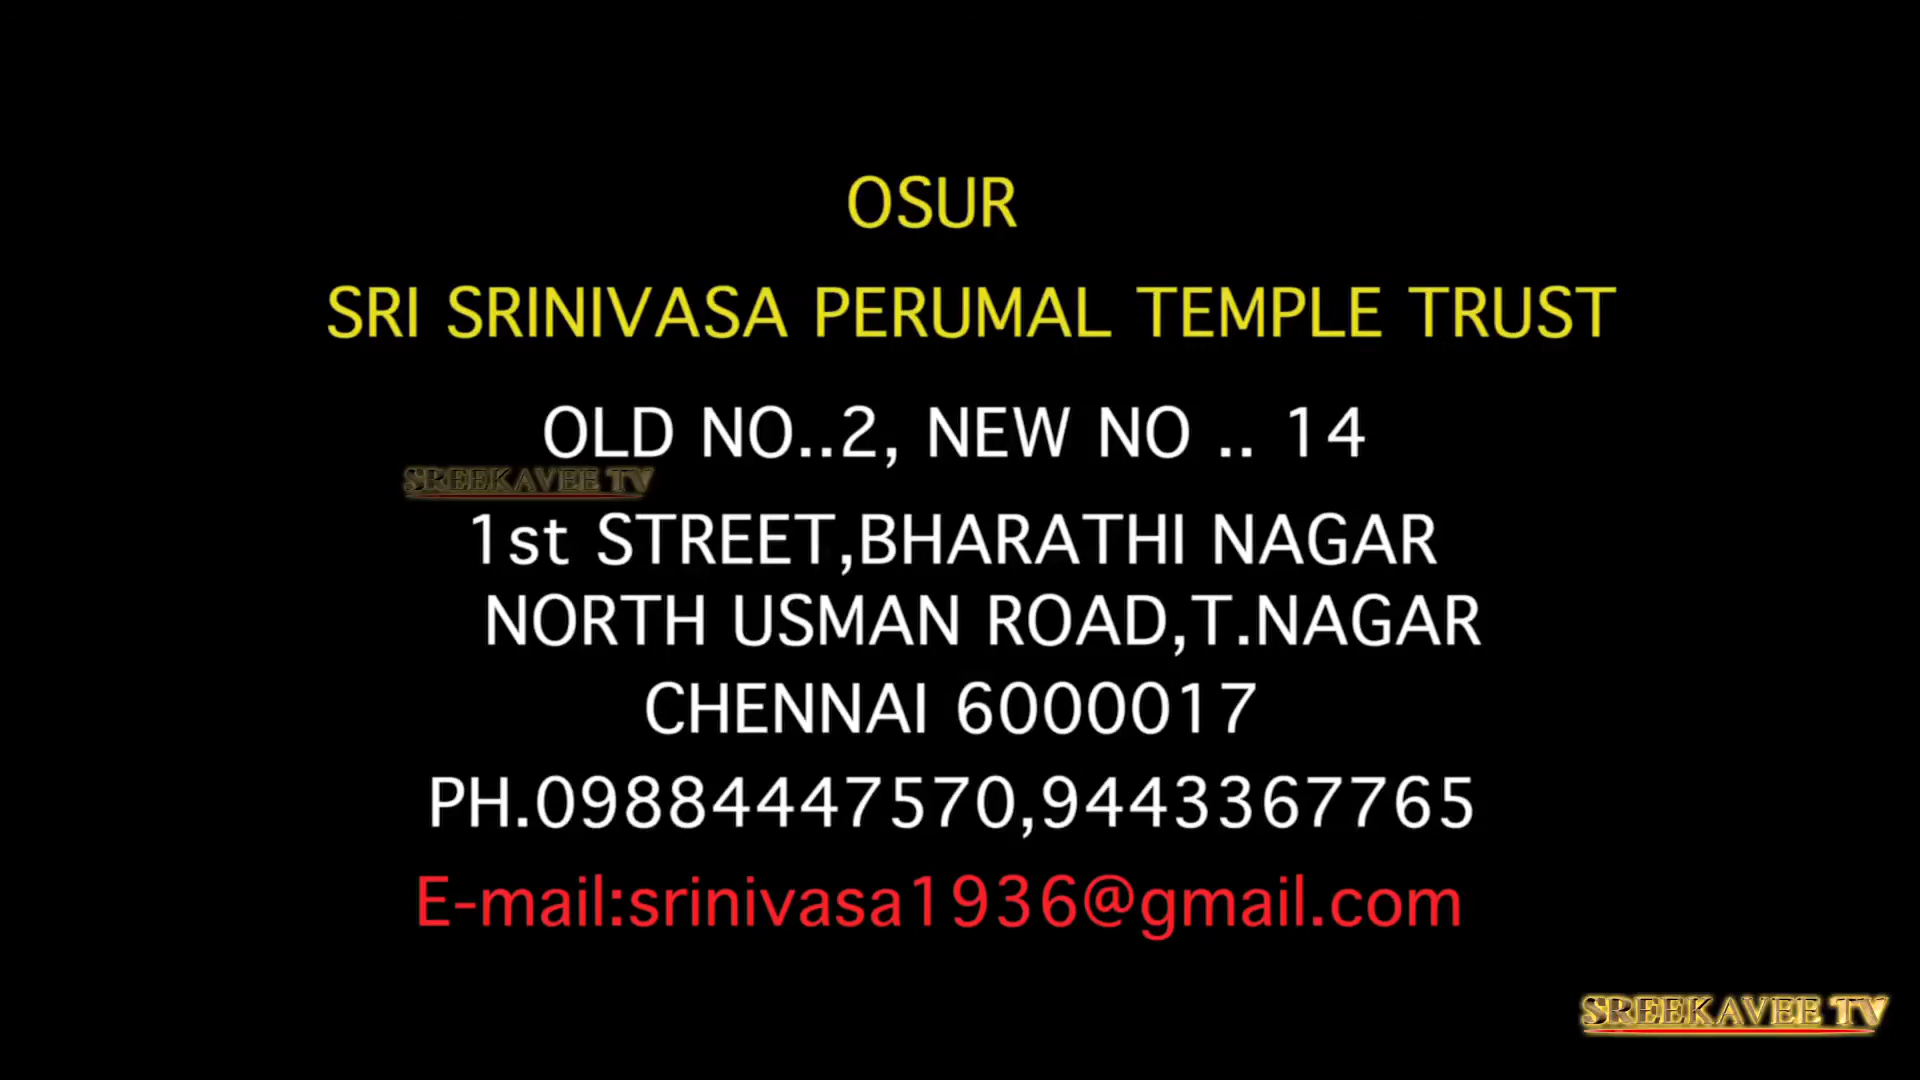 OSUR
SRI SRINIVASA PERUMAL TEMPLE TRUST
OLD NO..2, NEW NO .. 14
SREEKAVEE TV
1st STREET,BHARATHI NAGAR
NORTH USMAN ROAD,T.NAGAR
CHENNAI 6000017
PH.09884447570,9443367765
E-mail:srinivasa1936@gmail.com
SREEKAVEE TV